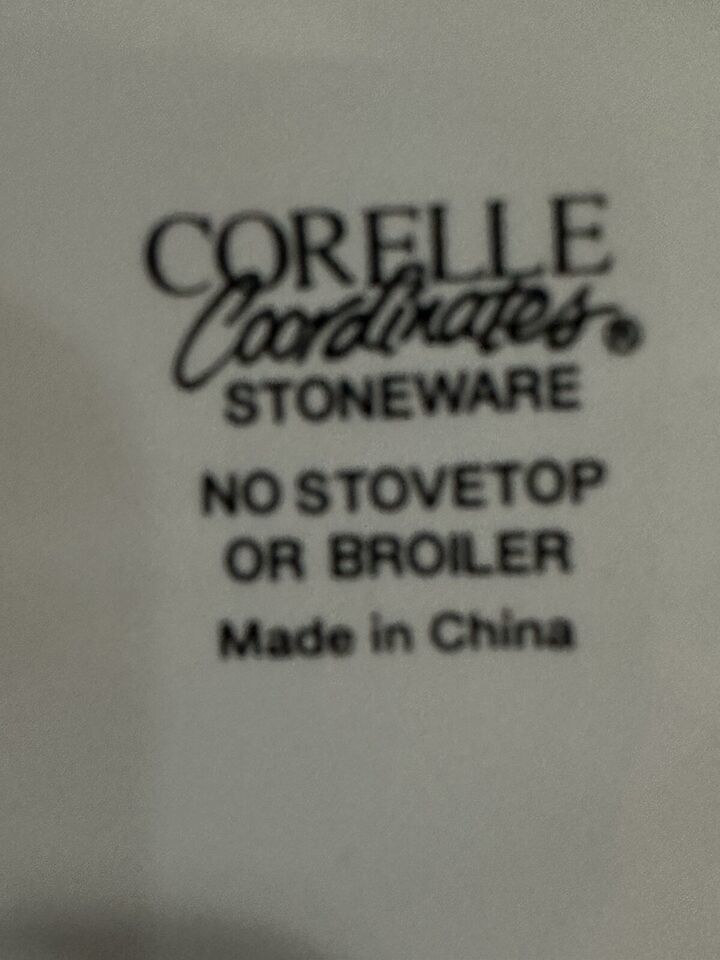 CORELLE
Coordinates®
STONEWARE
NO STOVETOP
OR BROILER
Made in China